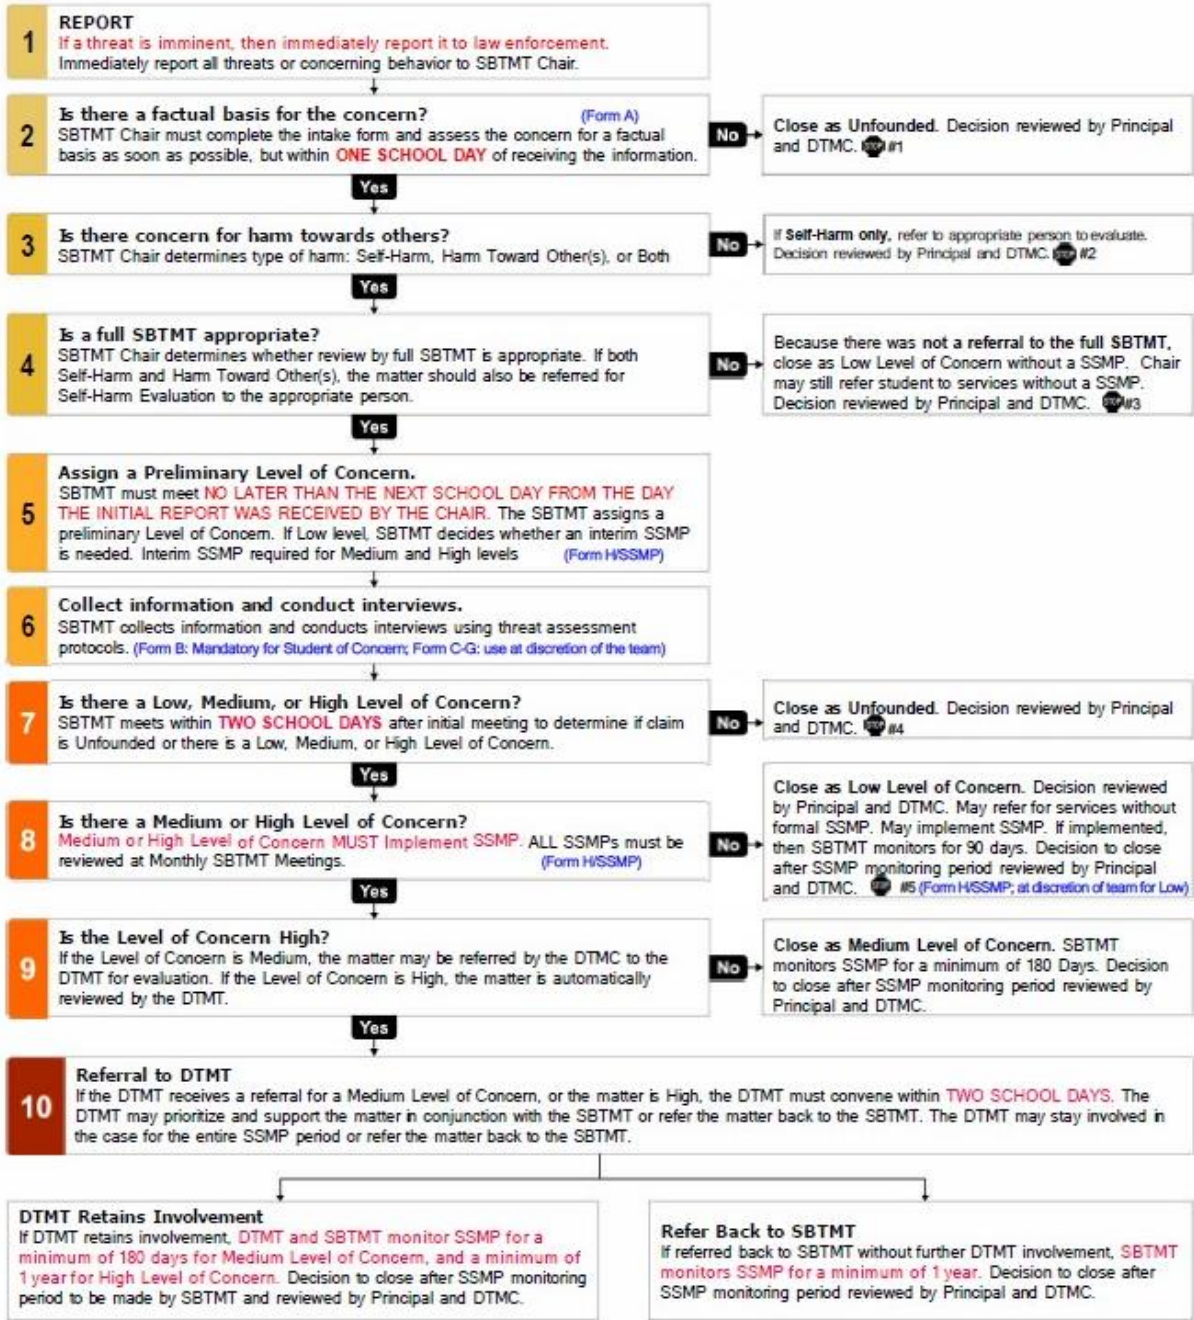 1
REPORT
If a threat is imminent, then immediately report it to law enforcement.
Immediately report all threats or concerning behavior to SBTMT Chair.
2
Is there a factual basis for the concern? (Form A)
SBTMT Chair must complete the intake form and assess the concern for a factual
basis as soon as possible, but within ONE SCHOOL DAY of receiving the information.
No
Close as Unfounded. Decision reviewed by Principal
and DTMC. STOP #1
Yes
3
Is there concern for harm towards others?
SBTMT Chair determines type of harm: Self-Harm, Harm Toward Other(s), or Both
No
If Self-Harm only, refer to appropriate person to evaluate.
Decision reviewed by Principal and DTMC. STOP #2
Yes
4
Is a full SBTMT appropriate?
SBTMT Chair determines whether review by full SBTMT is appropriate. If both
Self-Harm and Harm Toward Other(s), the matter should also be referred for
Self-Harm Evaluation to the appropriate person.
No
Because there was not a referral to the full SBTMT,
close as Low Level of Concern without a SSMP. Chair
may still refer student to services without a SSMP.
Decision reviewed by Principal and DTMC. STOP #3
Yes
5
Assign a Preliminary Level of Concern.
SBTMT must meet NO LATER THAN THE NEXT SCHOOL DAY FROM THE DAY
THE INITIAL REPORT WAS RECEIVED BY THE CHAIR. The SBTMT assigns a
preliminary Level of Concern. If Low level, SBTMT decides whether an interim SSMP
is needed. Interim SSMP required for Medium and High levels (Form H/SSMP)
6
Collect information and conduct interviews.
SBTMT collects information and conducts interviews using threat assessment
protocols. (Form B: Mandatory for Student of Concern; Form C-G: use at discretion of the team)
7
Is there a Low, Medium, or High Level of Concern?
SBTMT meets within TWO SCHOOL DAYS after initial meeting to determine if claim
is Unfounded or there is a Low, Medium, or High Level of Concern.
No
Close as Unfounded. Decision reviewed by Principal
and DTMC. STOP #4
Yes
8
Is there a Medium or High Level of Concern?
Medium or High Level of Concern MUST Implement SSMP. ALL SSMPs must be
reviewed at Monthly SBTMT Meetings. (Form H/SSMP)
No
Close as Low Level of Concern. Decision reviewed
by Principal and DTMC. May refer for services without
formal SSMP. May implement SSMP. If implemented,
then SBTMT monitors for 90 days. Decision to close
after SSMP monitoring period reviewed by Principal
and DTMC. STOP #5 (Form H/SSMP; at discretion of team for Low)
Yes
9
Is the Level of Concern High?
If the Level of Concern is Medium, the matter may be referred by the DTMC to the
DTMT for evaluation. If the Level of Concern is High, the matter is automatically
reviewed by the DTMT.
No
Close as Medium Level of Concern. SBTMT
monitors SSMP for a minimum of 180 Days. Decision
to close after SSMP monitoring period reviewed by
Principal and DTMC.
Yes
10
Referral to DTMT
If the DTMT receives a referral for a Medium Level of Concern, or the matter is High, the DTMT must convene within TWO SCHOOL DAYS. The
DTMT may prioritize and support the matter in conjunction with the SBTMT or refer the matter back to the SBTMT. The DTMT may stay involved in
the case for the entire SSMP period or refer the matter back to the SBTMT.
DTMT Retains Involvement
If DTMT retains involvement, DTMT and SBTMT monitor SSMP for a
minimum of 180 days for Medium Level of Concern, and a minimum of
1 year for High Level of Concern. Decision to close after SSMP monitoring
period to be made by SBTMT and reviewed by Principal and DTMC.
Refer Back to SBTMT
If referred back to SBTMT without further DTMT involvement, SBTMT
monitors SSMP for a minimum of 1 year. Decision to close after
SSMP monitoring period reviewed by Principal and DTMC.